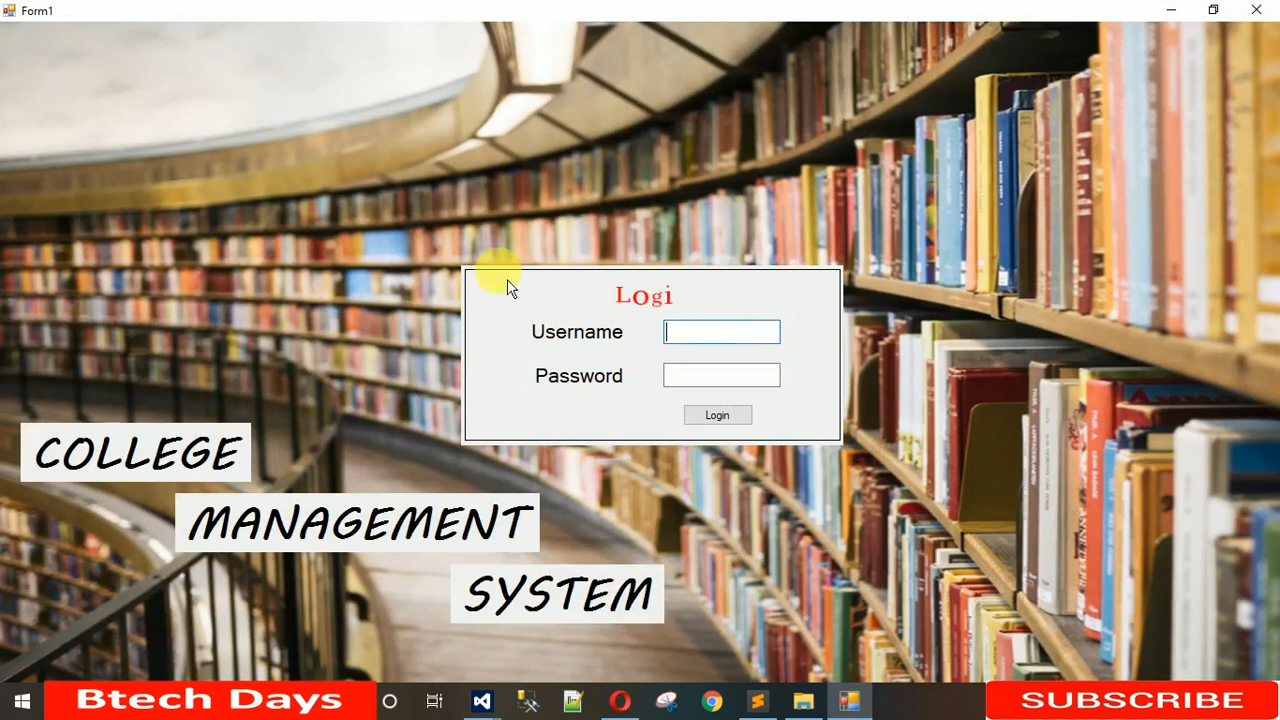 Form1
Logi
Username
Password
Login
COLLEGE
MANAGEMENT
SYSTEM
Btech Days
SUBSCRIBE